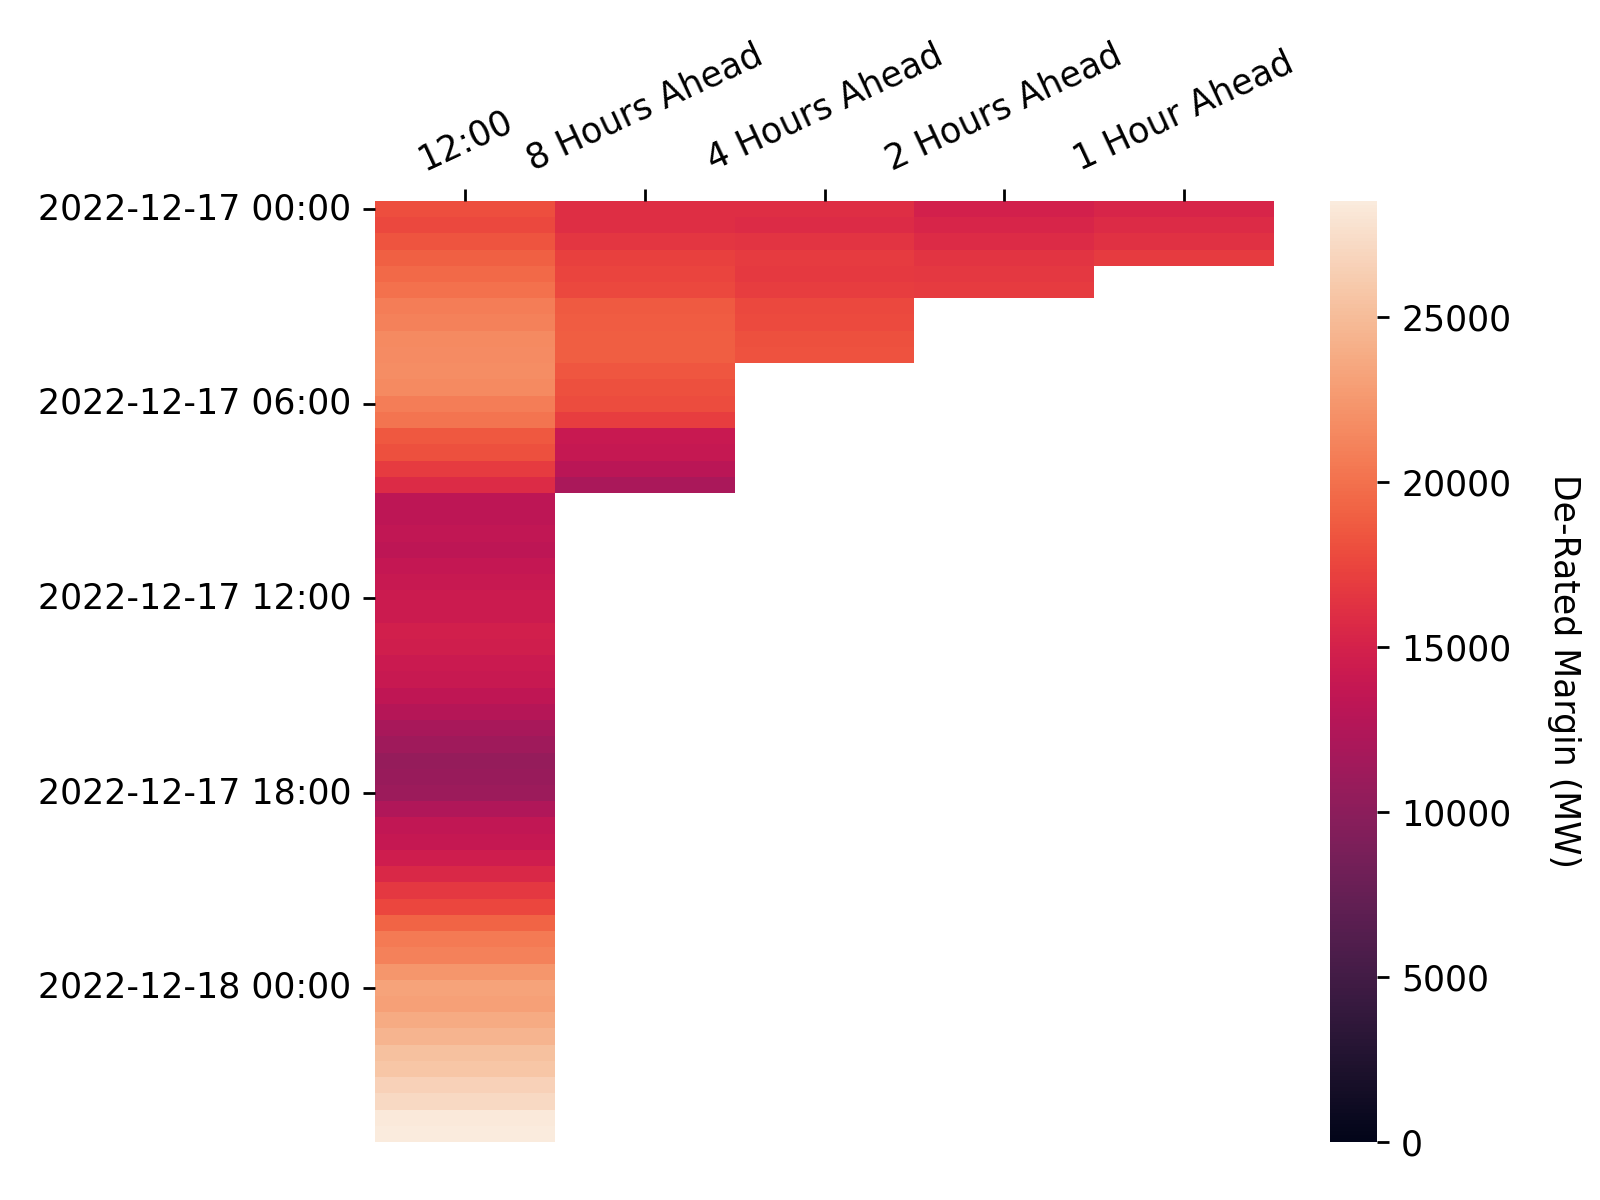 12:00
8 Hours Ahead
4 Hours Ahead
2 Hours Ahead
1 Hour Ahead
2022-12-17 00:00
2022-12-17 06:00
2022-12-17 12:00
2022-12-17 18:00
2022-12-18 00:00
25000
20000
15000
10000
5000
0
De-Rated Margin (MW)